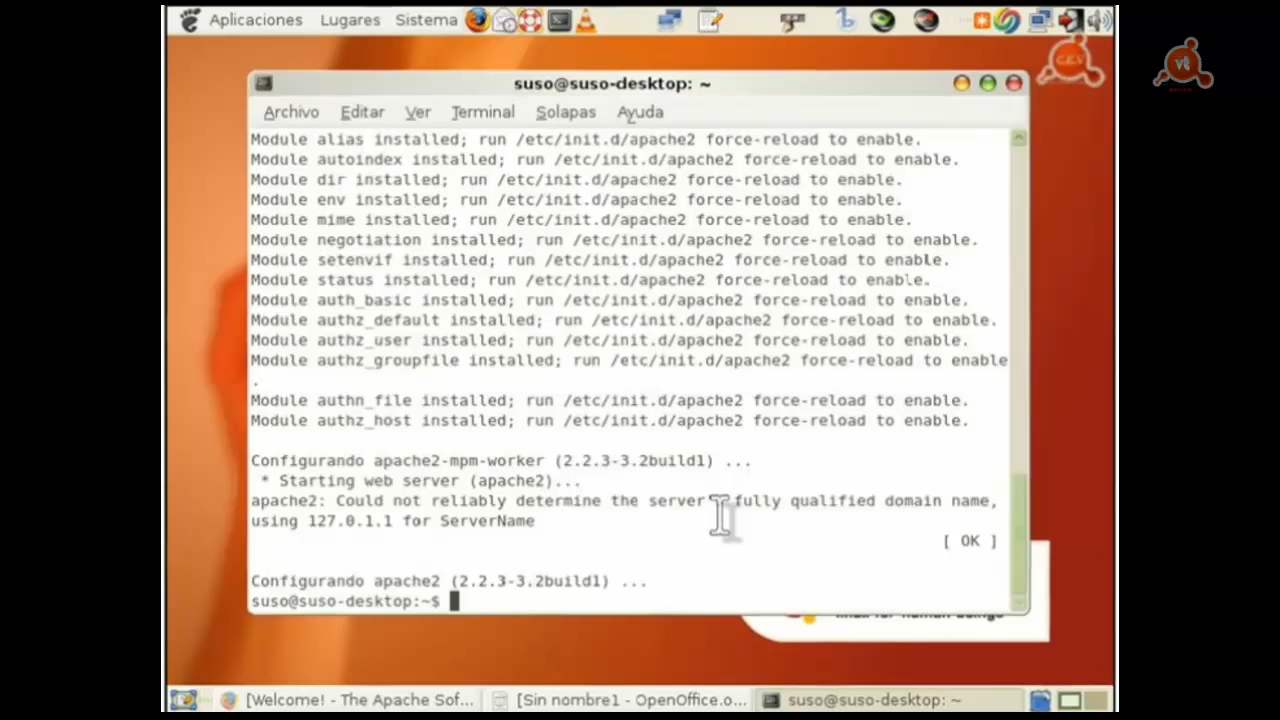 Aplicaciones Lugares Sistema
C.E.V
vt
suso@suso-desktop: ~
Archivo Editar Ver Terminal Solapas Ayuda
Module alias installed; run /etc/init.d/apache2 force-reload to enable.
Module autoindex installed; run /etc/init.d/apache2 force-reload to enable.
Module dir installed; run /etc/init.d/apache2 force-reload to enable.
Module env installed; run /etc/init.d/apache2 force-reload to enable.
Module mime installed; run /etc/init.d/apache2 force-reload to enable.
Module negotiation installed; run /etc/init.d/apache2 force-reload to enable.
Module setenvif installed; run /etc/init.d/apache2 force-reload to enable.
Module status installed; run /etc/init.d/apache2 force-reload to enable.
Module auth_basic installed; run /etc/init.d/apache2 force-reload to enable.
Module authz_default installed; run /etc/init.d/apache2 force-reload to enable.
Module authz_user installed; run /etc/init.d/apache2 force-reload to enable.
Module authz_groupfile installed; run /etc/init.d/apache2 force-reload to enable
.
Module authn_file installed; run /etc/init.d/apache2 force-reload to enable.
Module authz_host installed; run /etc/init.d/apache2 force-reload to enable.
Configurando apache2-mpm-worker (2.2.3-3.2build1) ...
* Starting web server (apache2)...
apache2: Could not reliably determine the server fully qualified domain name,
using 127.0.1.1 for ServerName
[ OK ]
Configurando apache2 (2.2.3-3.2build1) ...
suso@suso-desktop:~$
[Welcome! - The Apache Sof... [Sin nombre1 - OpenOffice.o... suso@suso-desktop: ~